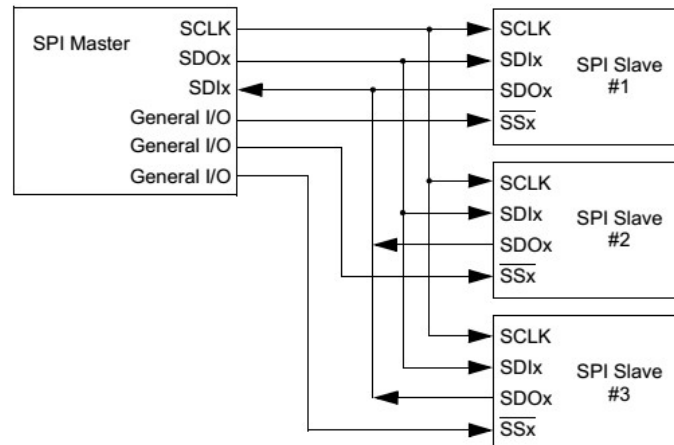 SPI Master
SCLK
SDOx
SDIx
General I/O
General I/O
General I/O
SCLK
SDIx
SDOx
SSx
SPI Slave
#1
SCLK
SDIx
SDOx
SSx
SPI Slave
#2
SCLK
SDIx
SDOx
SSx
SPI Slave
#3